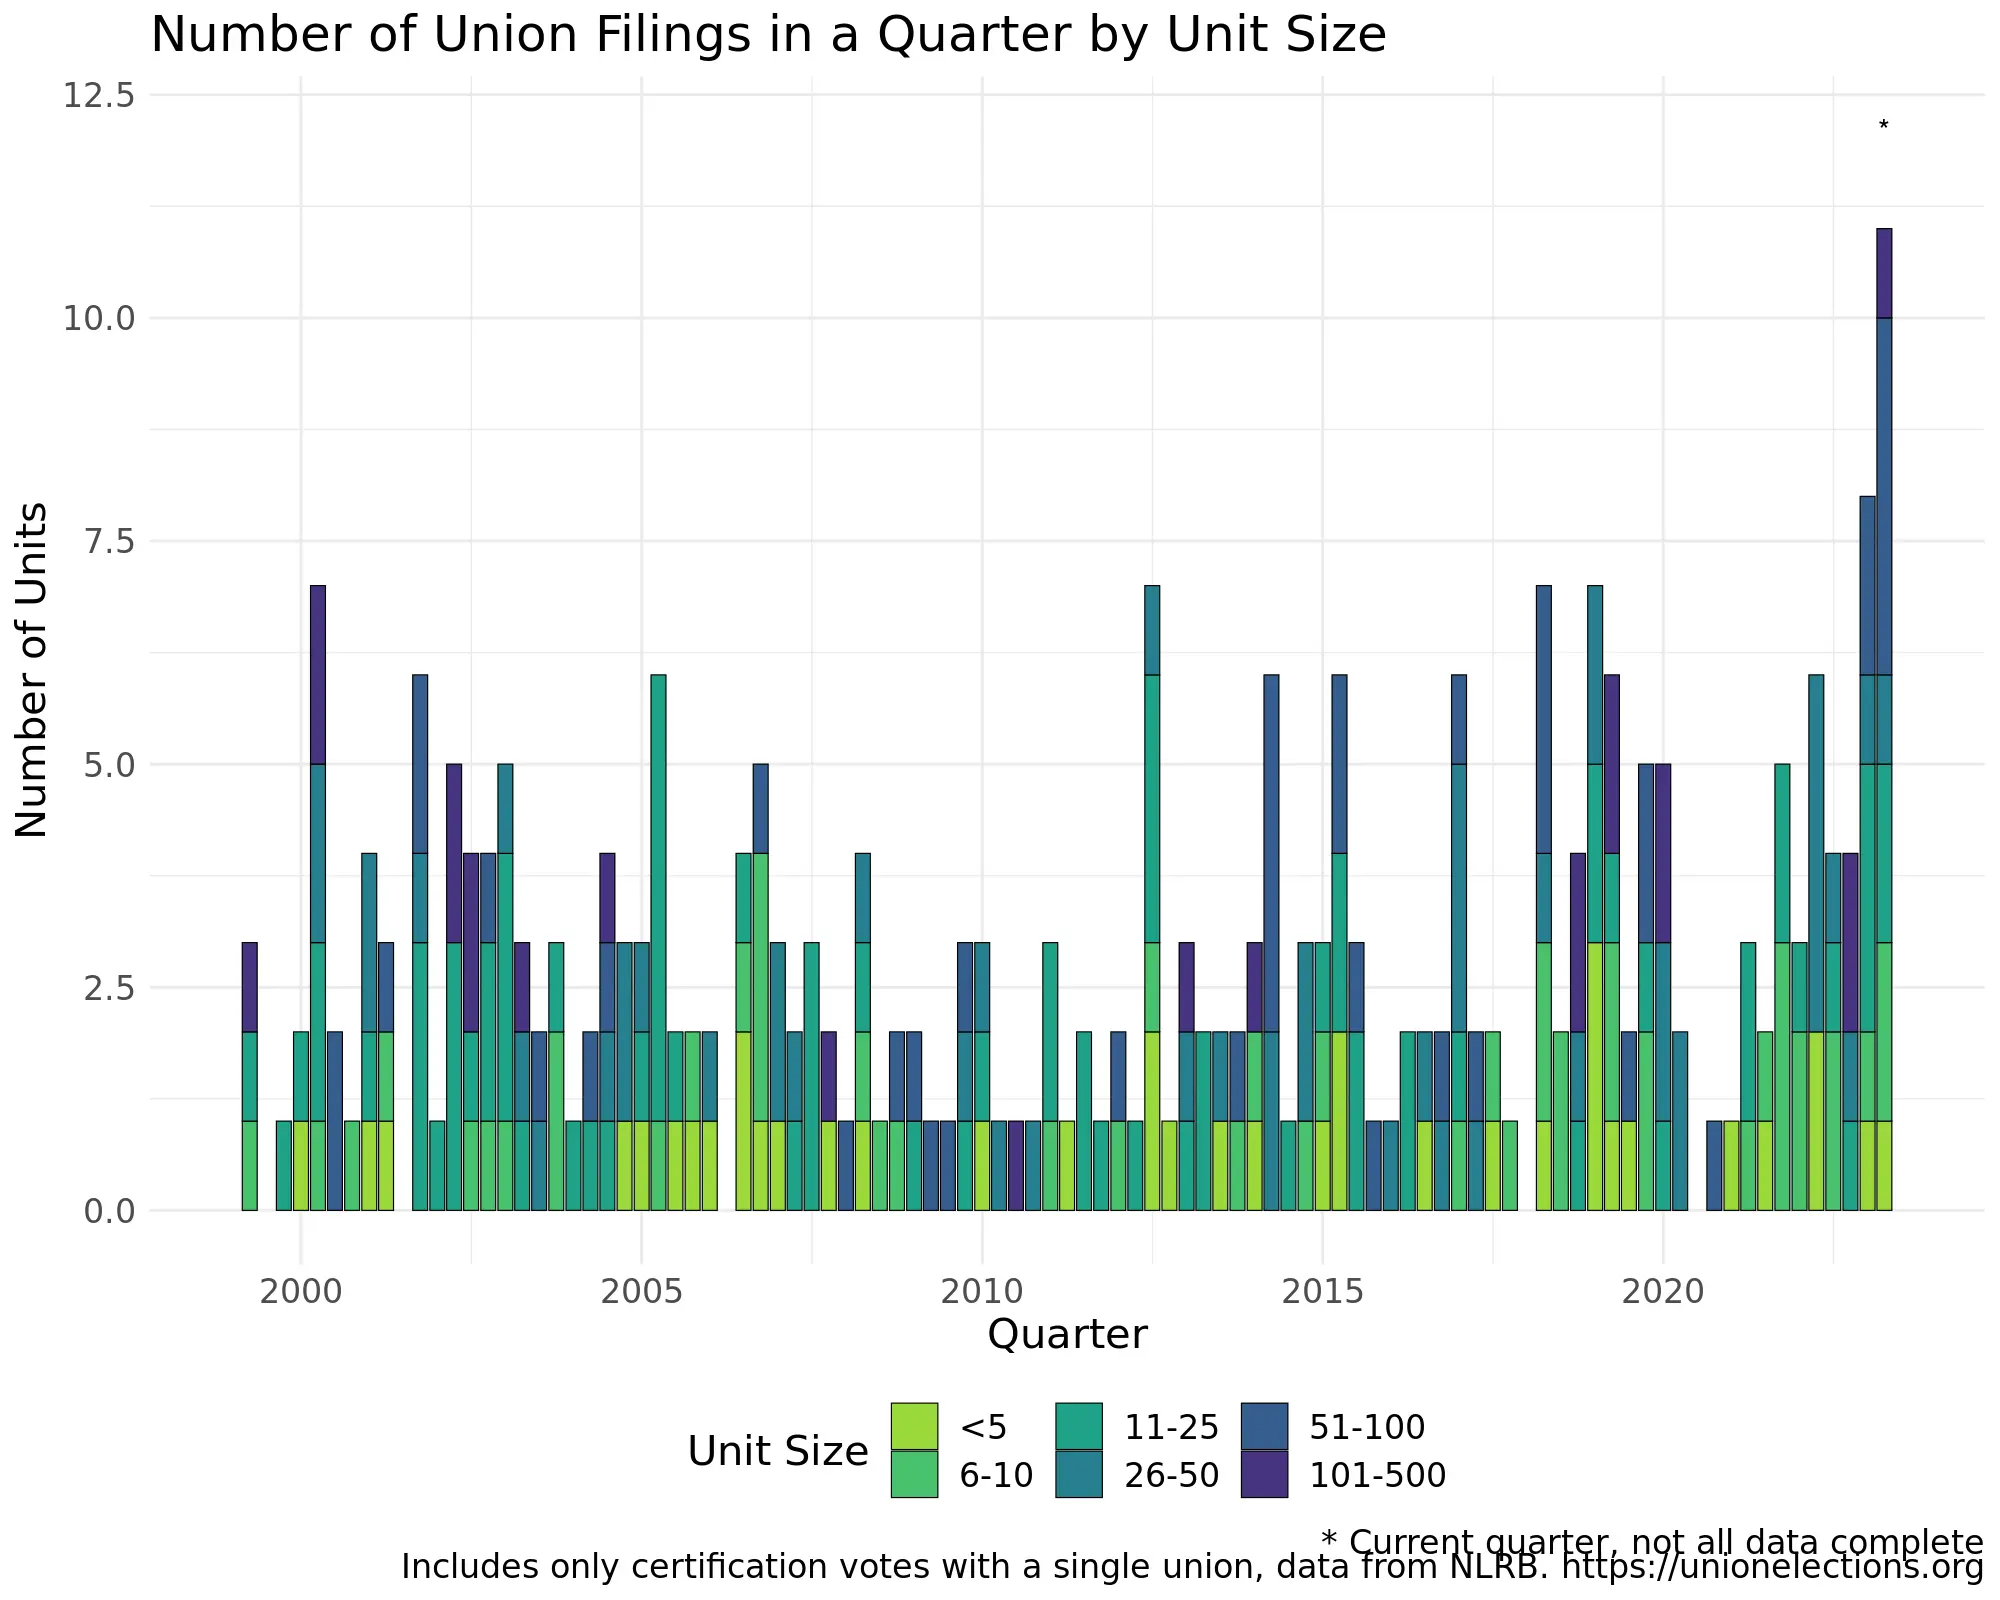 Number of Union Filings in a Quarter by Unit Size
12.5
*
10.0
7.5
5.0
2.5
0.0
Number of Units
2000 2005 2010 2015 2020
Quarter
Unit Size
<5 11-25 51-100
6-10 26-50 101-500
* Current quarter, not all data complete
Includes only certification votes with a single union, data from NLRB. https://unionelections.org